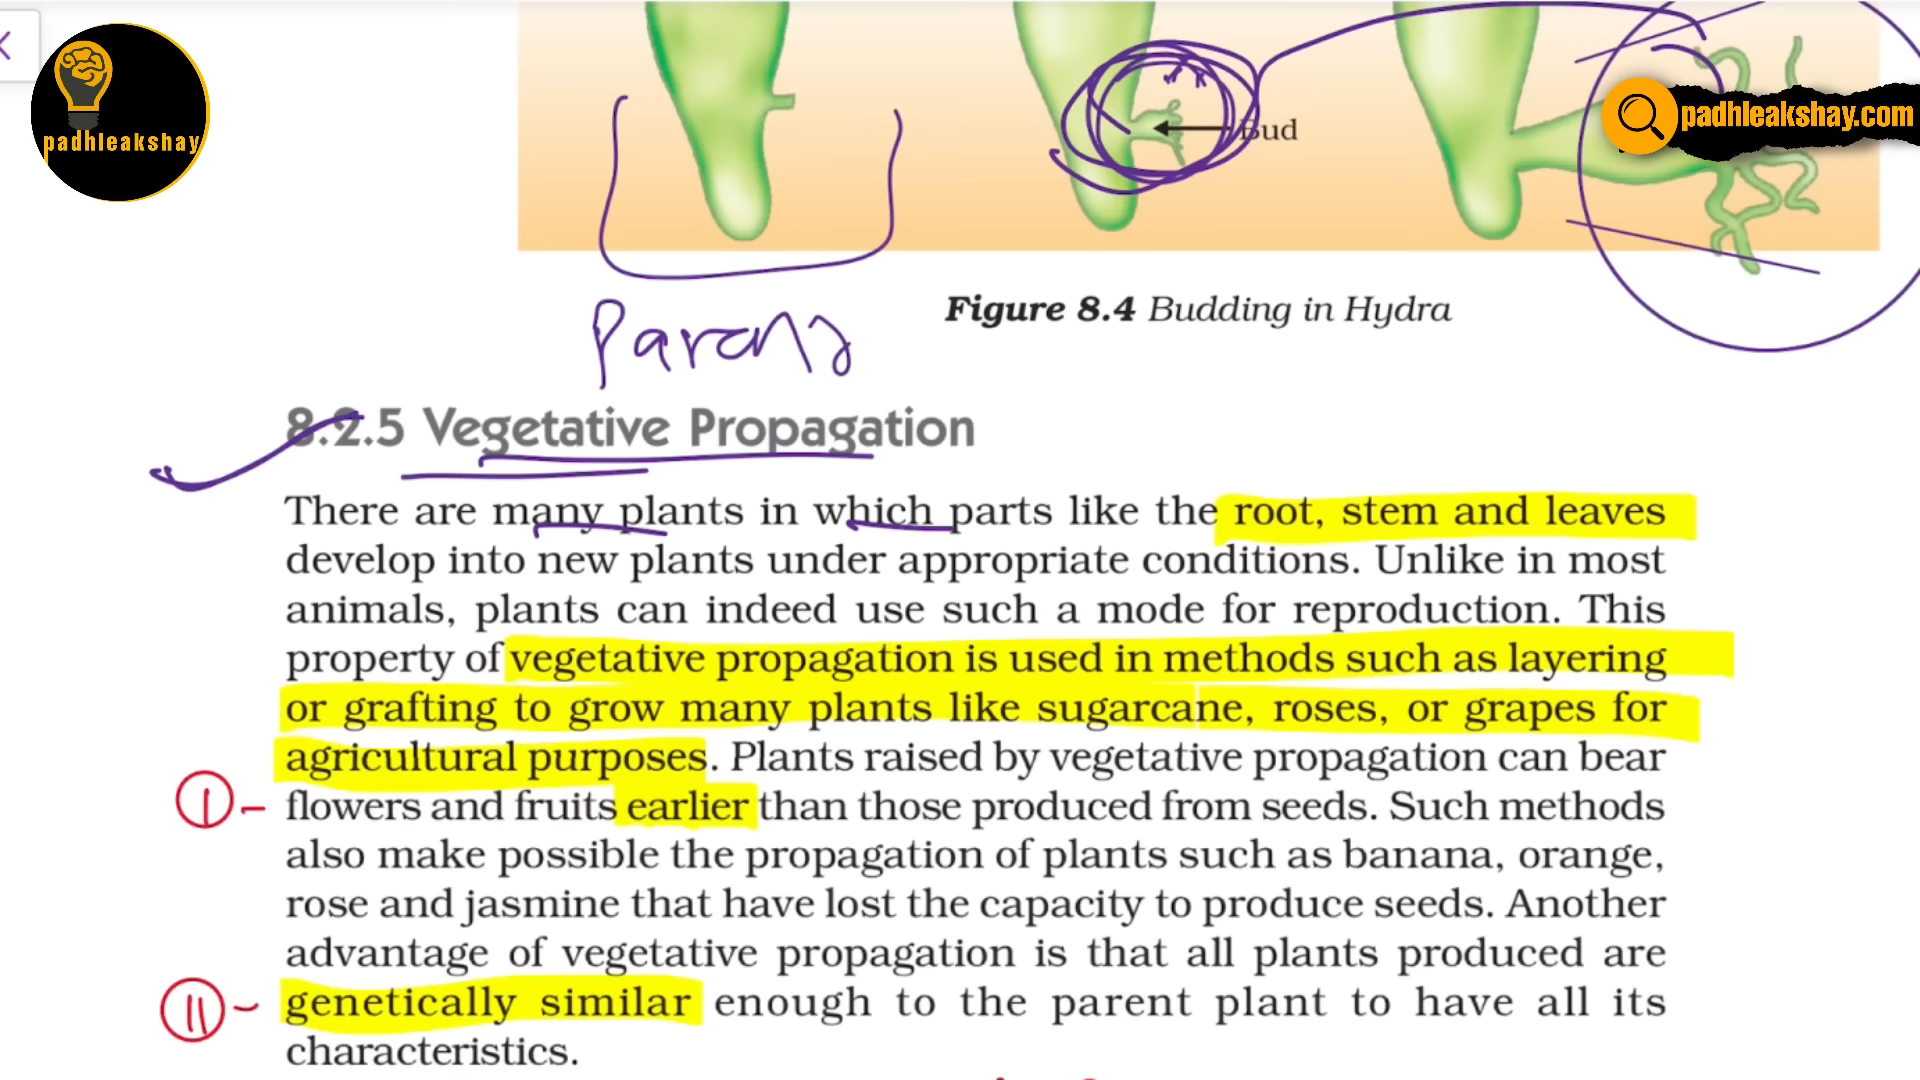 padhleakshay
padhleakshay.com
Bud
Figure 8.4 Budding in Hydra
8.2.5 Vegetative Propagation
There are many plants in which parts like the root, stem and leaves
develop into new plants under appropriate conditions. Unlike in most
animals, plants can indeed use such a mode for reproduction. This
property of vegetative propagation is used in methods such as layering
or grafting to grow many plants like sugarcane, roses, or grapes for
agricultural purposes. Plants raised by vegetative propagation can bear
I - flowers and fruits earlier than those produced from seeds. Such methods
also make possible the propagation of plants such as banana, orange,
rose and jasmine that have lost the capacity to produce seeds. Another
advantage of vegetative propagation is that all plants produced are
II - genetically similar enough to the parent plant to have all its
characteristics.